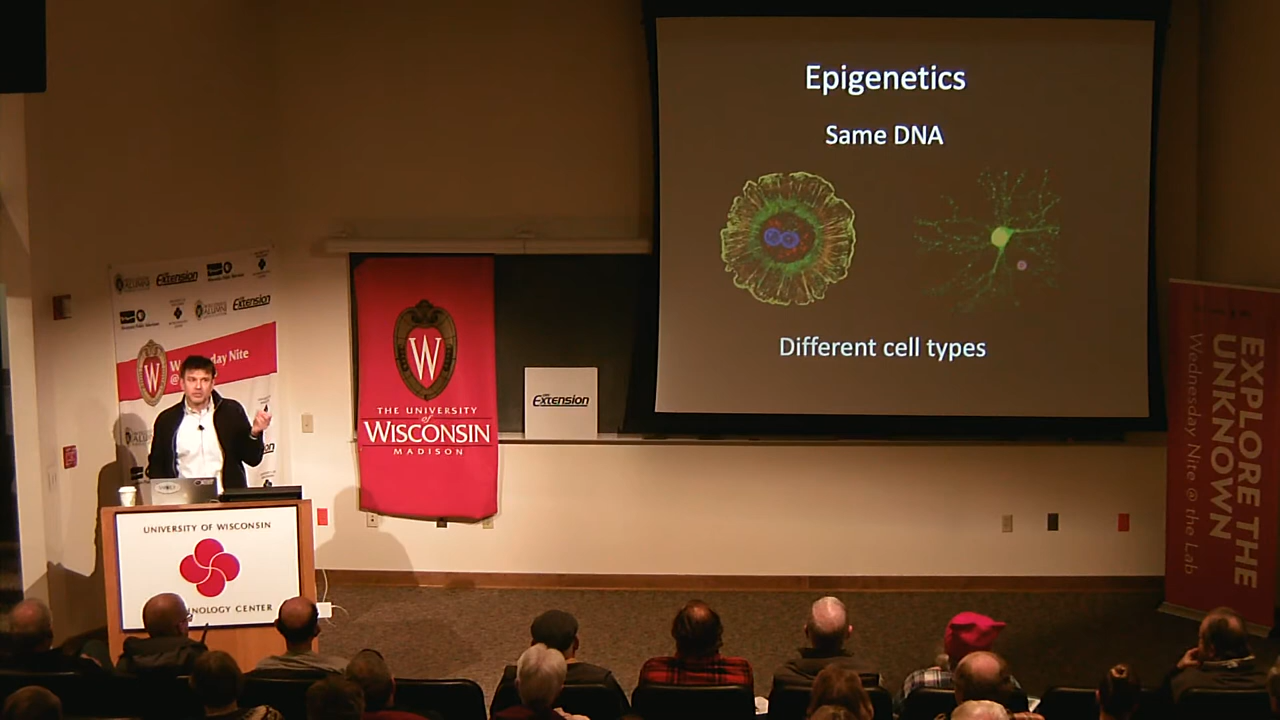 Epigenetics
Same DNA
Different cell types
Extension
Extension
W
THE UNIVERSITY
of
WISCONSIN
MADISON
Extension
UNIVERSITY OF WISCONSIN
NOLOGY CENTER
EXPLORE THE
UNKNOWN
Wednesday Nite @ the Lab